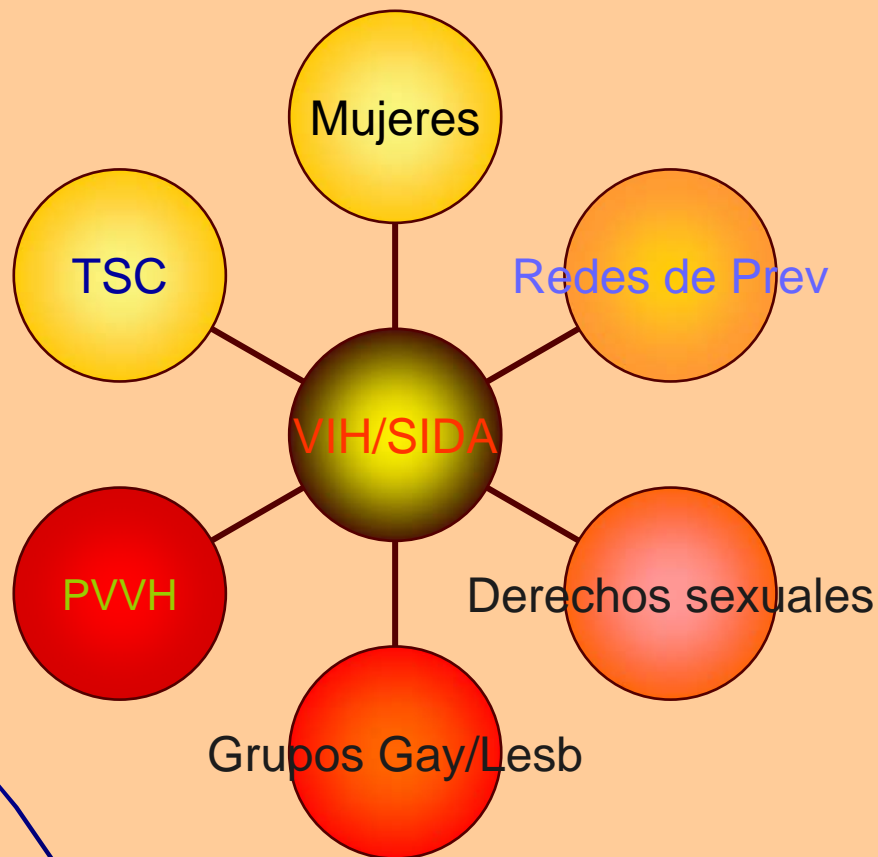 Mujeres
TSC
Redes de Prev
VIH/SIDA
PVVH
Derechos sexuales
Grupos Gay/Lesb